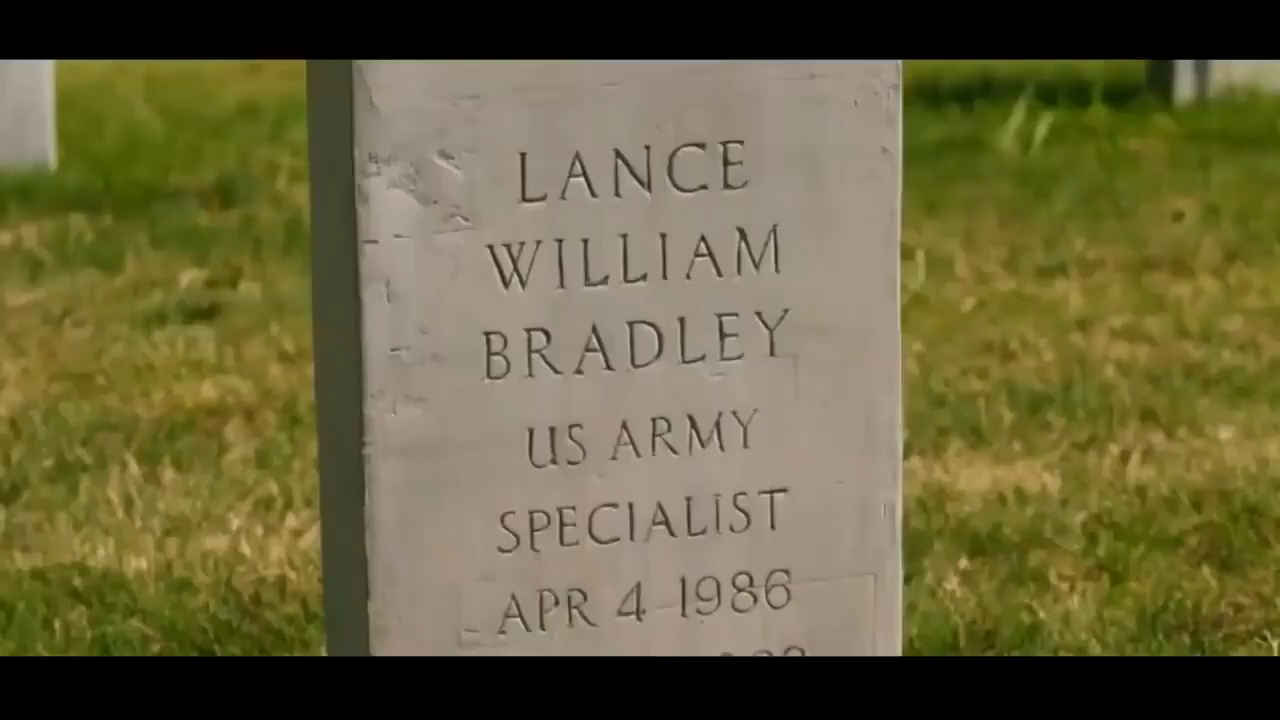 LANCE
WILLIAM
BRADLEY
US ARMY
SPECIALIST
APR 4 1986